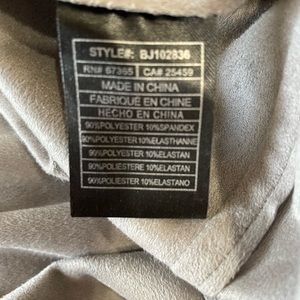 STYLE#: BJ102836
RN# 67365 CA# 25459
MADE IN CHINA
FABRIQUÉ EN CHINE
HECHO EN CHINA
90%POLYESTER 10%SPANDEX
90%POLYESTER 10%ELASTHANNE
90%POLYESTER 10%ELASTAN
90%POLIESTERE 10%ELASTAN
90%POLIÉSTER 10%ELASTANO